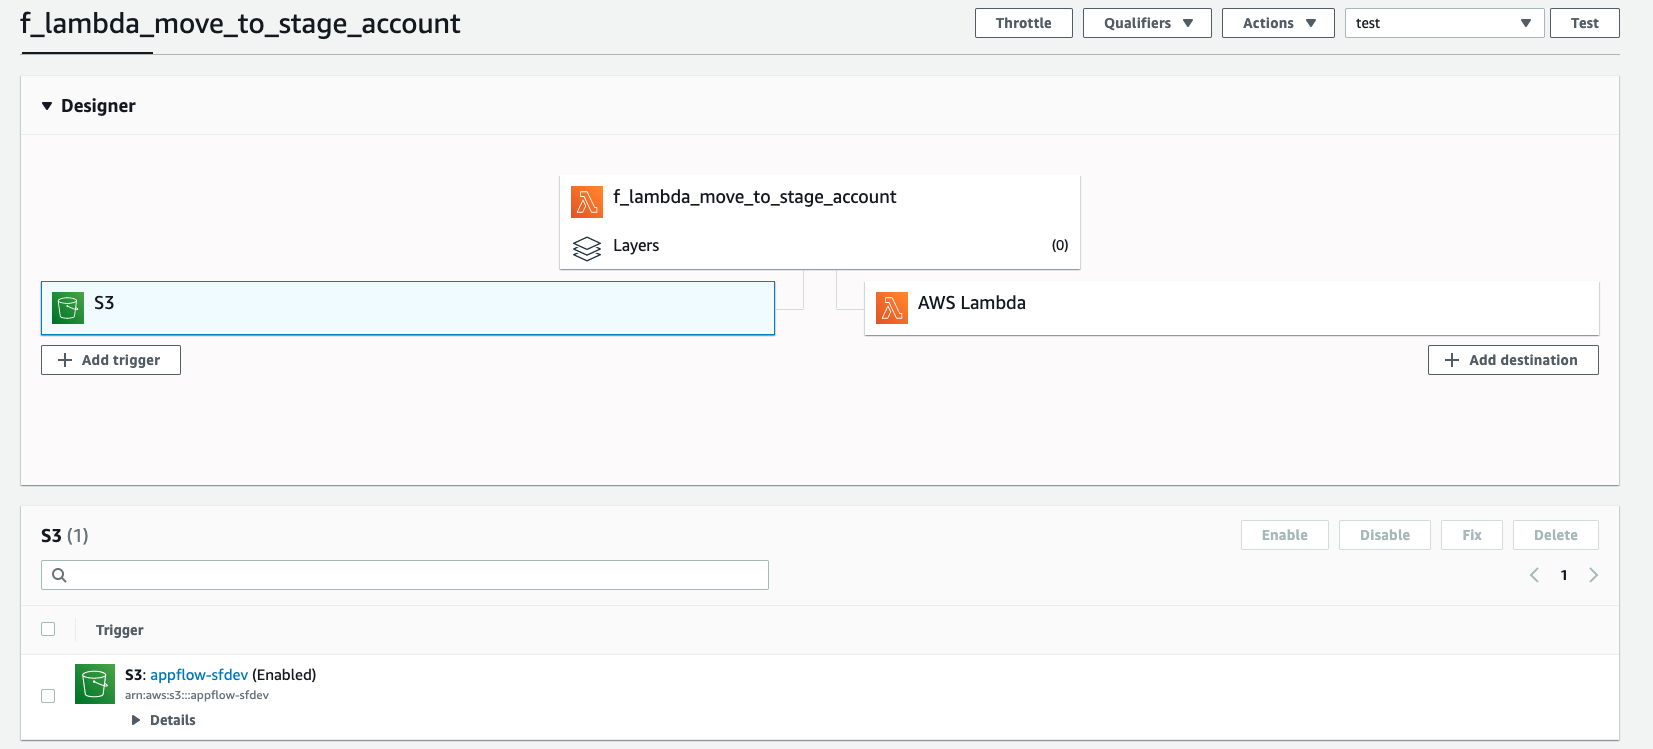 f_lambda_move_to_stage_account
Throttle
Qualifiers
Actions
test
Test
Designer
f_lambda_move_to_stage_account
Layers
(0)
S3
AWS Lambda
Add trigger
Add destination
S3 (1)
Enable
Disable
Fix
Delete
1
Trigger
S3: appflow-sfdev (Enabled)
arn:aws:s3:::appflow-sfdev
Details